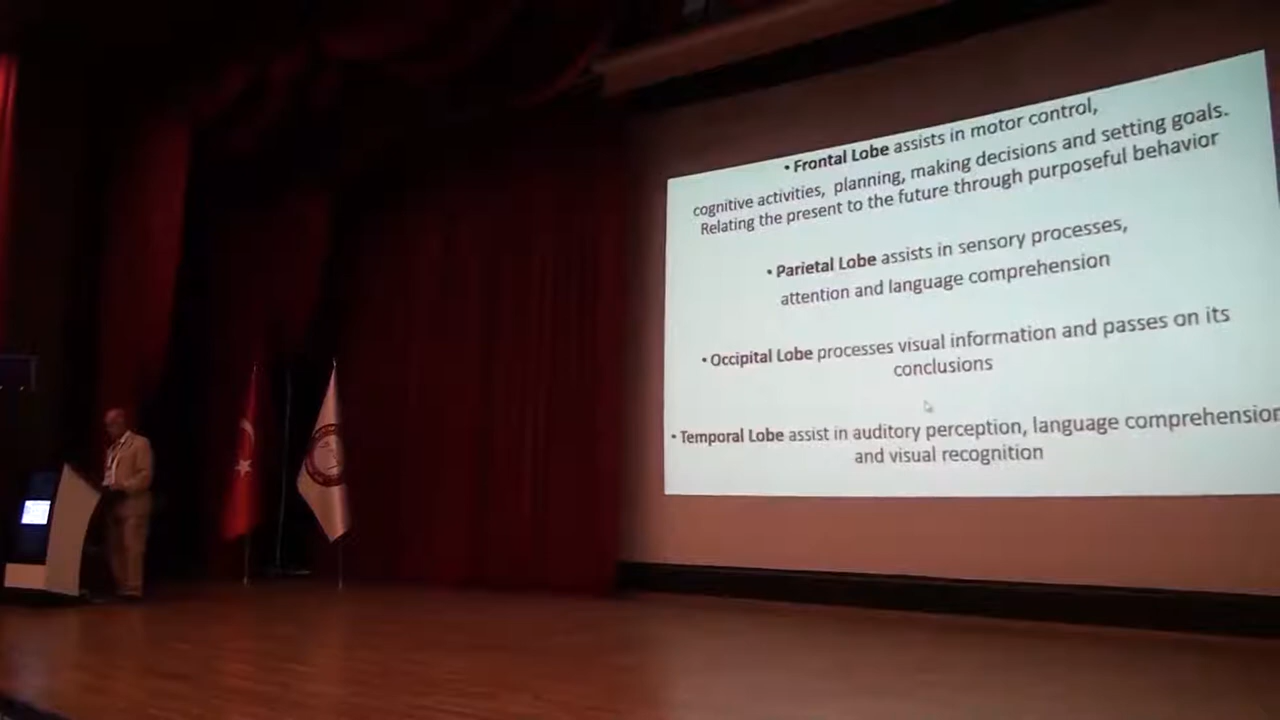 • Frontal Lobe assists in motor control,
cognitive activities, planning, making decisions and setting goals.
Relating the present to the future through purposeful behavior
• Parietal Lobe assists in sensory processes,
attention and language comprehension
• Occipital Lobe processes visual information and passes on its
conclusions
• Temporal Lobe assist in auditory perception, language comprehension
and visual recognition